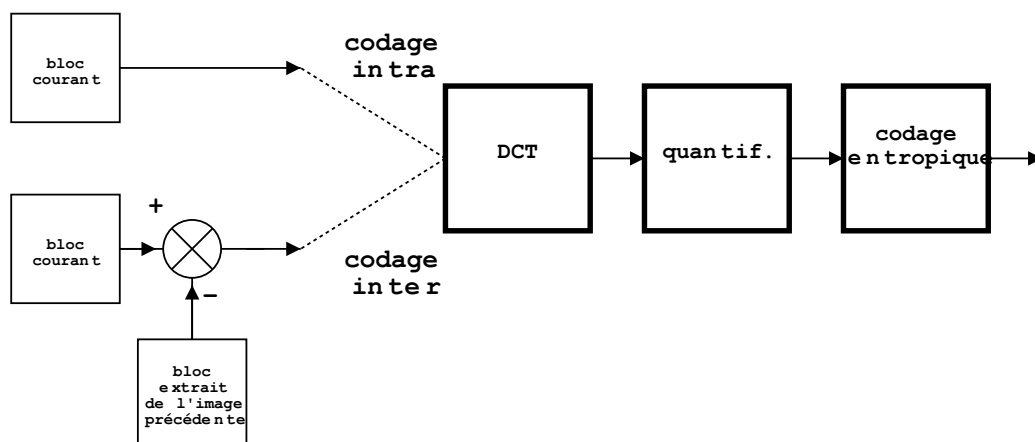 bloc
courant
codage
intra
DCT
quantif.
codage
entropique
bloc
courant
+
−
codage
inter
bloc
extrait
de l'image
précédente